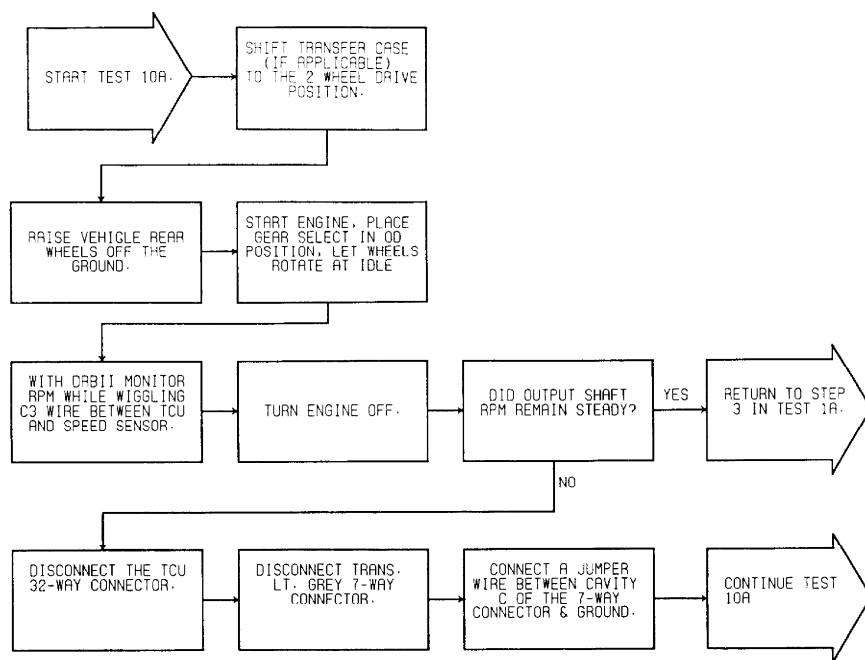 START TEST 10A.
SHIFT TRANSFER CASE
(IF APPLICABLE)
TO THE 2 WHEEL DRIVE
POSITION.
RAISE VEHICLE REAR
WHEELS OFF THE
GROUND.
START ENGINE, PLACE
GEAR SELECT IN OD
POSITION, LET WHEELS
ROTATE AT IDLE
WITH DRBII MONITOR
RPM WHILE WIGGLING
C3 WIRE BETWEEN TCU
AND SPEED SENSOR.
TURN ENGINE OFF.
DID OUTPUT SHAFT
RPM REMAIN STEADY?
YES
RETURN TO STEP
3 IN TEST 1A.
NO
DISCONNECT THE TCU
32-WAY CONNECTOR.
DISCONNECT TRANS.
LT. GREY 7-WAY
CONNECTOR.
CONNECT A JUMPER
WIRE BETWEEN CAVITY
C OF THE 7-WAY
CONNECTOR & GROUND.
CONTINUE TEST
10A